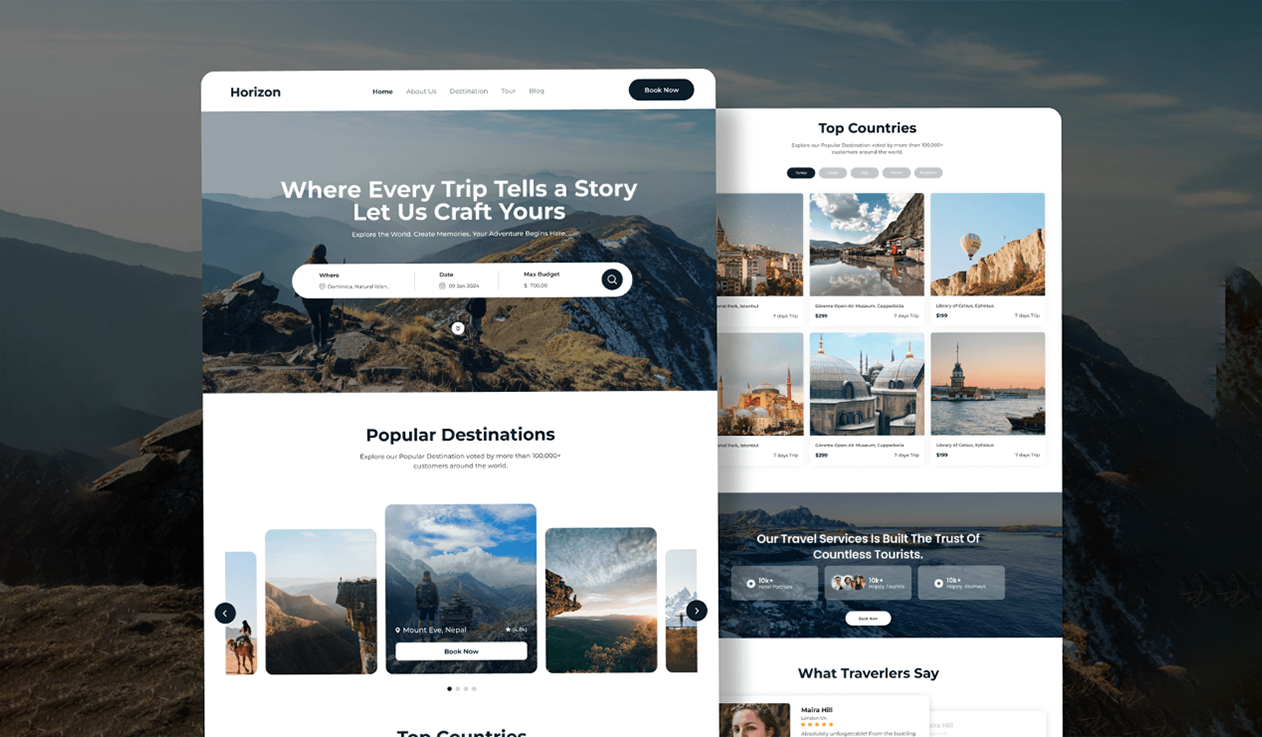 Horizon
Home About Us Destination Tour Blog
Book Now
Where Every Trip Tells a Story
Let Us Craft Yours
Explore the World. Create Memories. Your Adventure Begins Here.
Where
Dominica, Natural Islan..
Date
09 Jan 2024
Max Budget
$ 700.00
Popular Destinations
Explore our Popular Destination voted by more than 100,000+
customers around the world.
Mount Eve, Nepal
Book Now
Top Countries
Top Countries
Explore our Popular Destination voted by more than 100,000+
customers around the world.
Turkey
Istanbul
7 days Trip
Goreme Open-Air Museum, Cappadocia
$299 7 days Trip
Library of Celsus, Ephesus
$199 7 days Trip
Istanbul
7 days Trip
Goreme Open-Air Museum, Cappadocia
$299 7 days Trip
Library of Celsus, Ephesus
$199 7 days Trip
Our Travel Services Is Built The Trust Of
Countless Tourists.
10k+
Hotel Partners
10k+
Happy Tourists
10k+
Happy Journeys
Book Now
What Traverlers Say
Maira Hill
London Us
Absolutely unforgettable! From the bustling
aira Hill